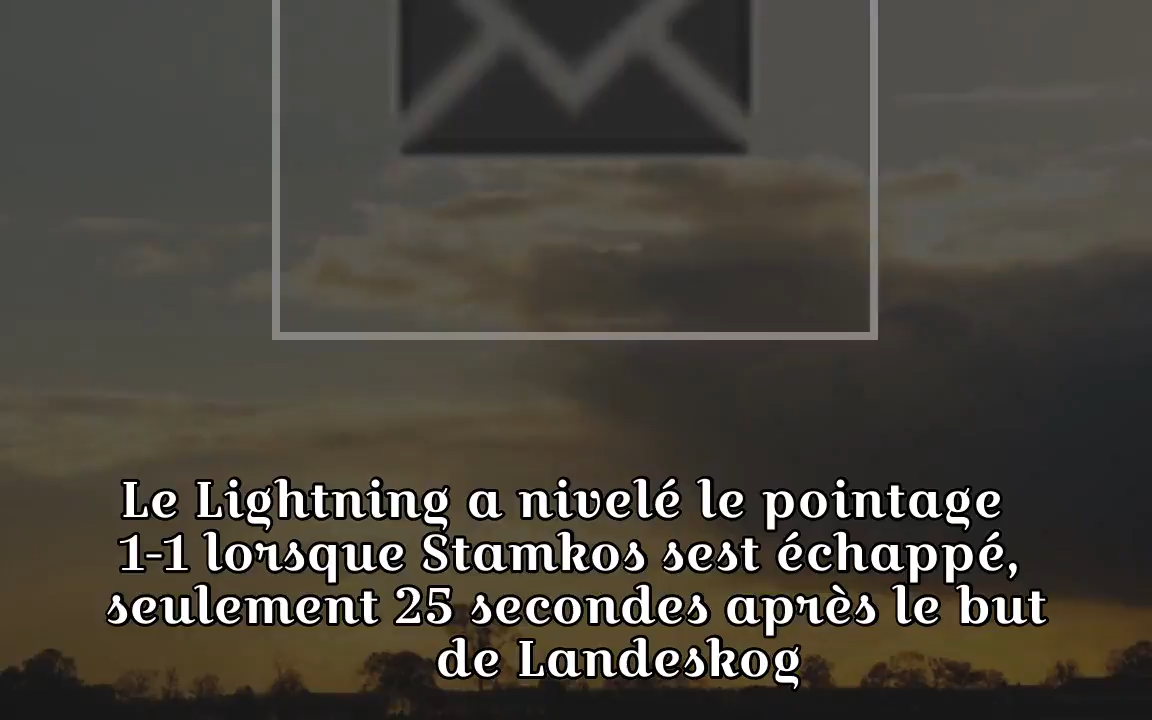 Le Lightning a nivelé le pointage
1-1 lorsque Stamkos sest échappé,
seulement 25 secondes après le but
de Landeskog